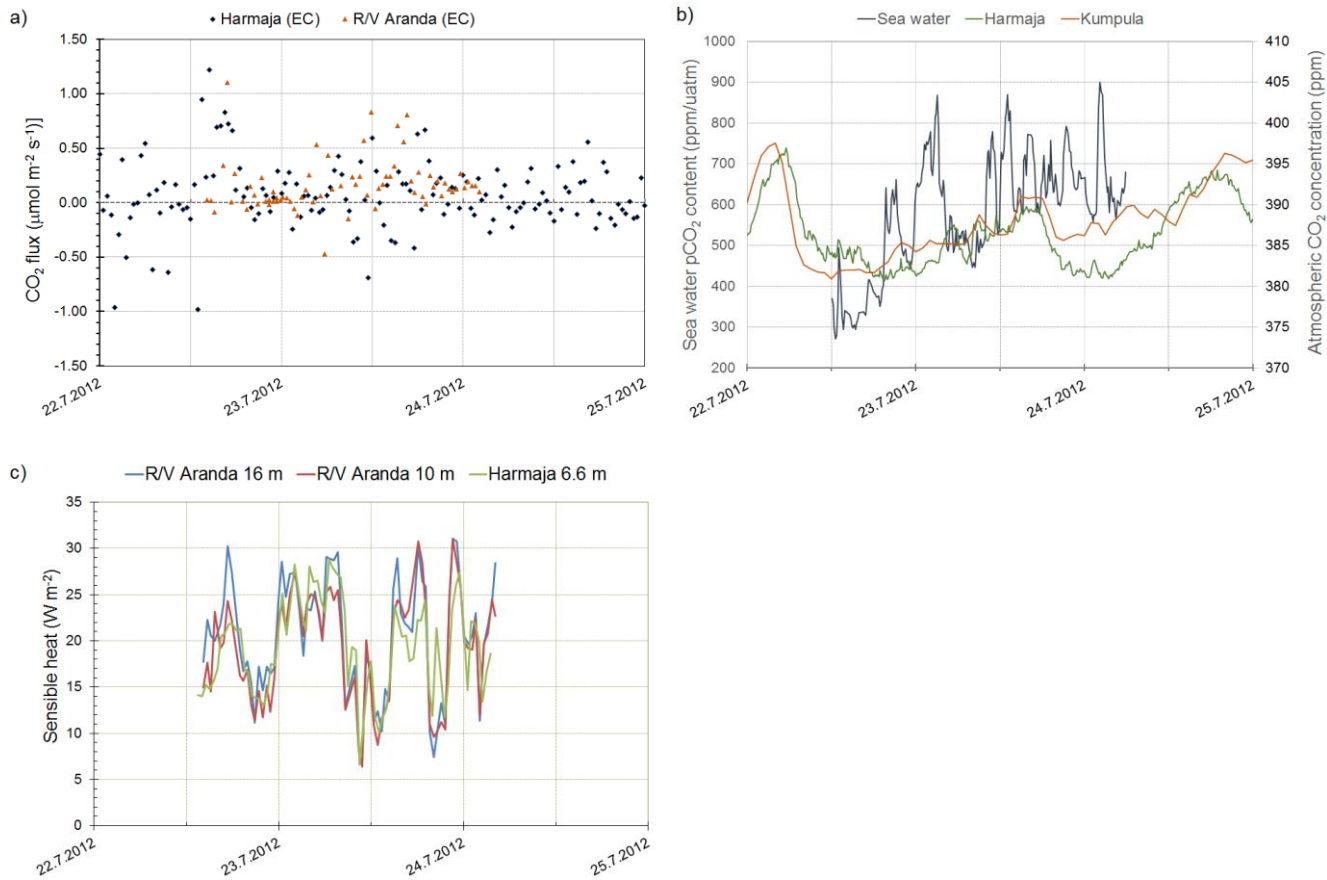 a)
Harmaja (EC) R/V Aranda (EC)
CO₂ flux (μmol m⁻² s⁻¹)]
1.50
1.00
0.50
0.00
-0.50
-1.00
-1.50
22.7.2012 23.7.2012 24.7.2012 25.7.2012
b)
Sea water Harmaja Kumpula
Sea water pCO₂ content (ppm/uatm)
1000
900
800
700
600
500
400
300
200
410
405
400
395
390
385
380
375
370
Atmospheric CO₂ concentration (ppm)
22.7.2012 23.7.2012 24.7.2012 25.7.2012
c)
R/V Aranda 16 m R/V Aranda 10 m Harmaja 6.6 m
Sensible heat (W m⁻²)
35
30
25
20
15
10
5
0
22.7.2012 23.7.2012 24.7.2012 25.7.2012